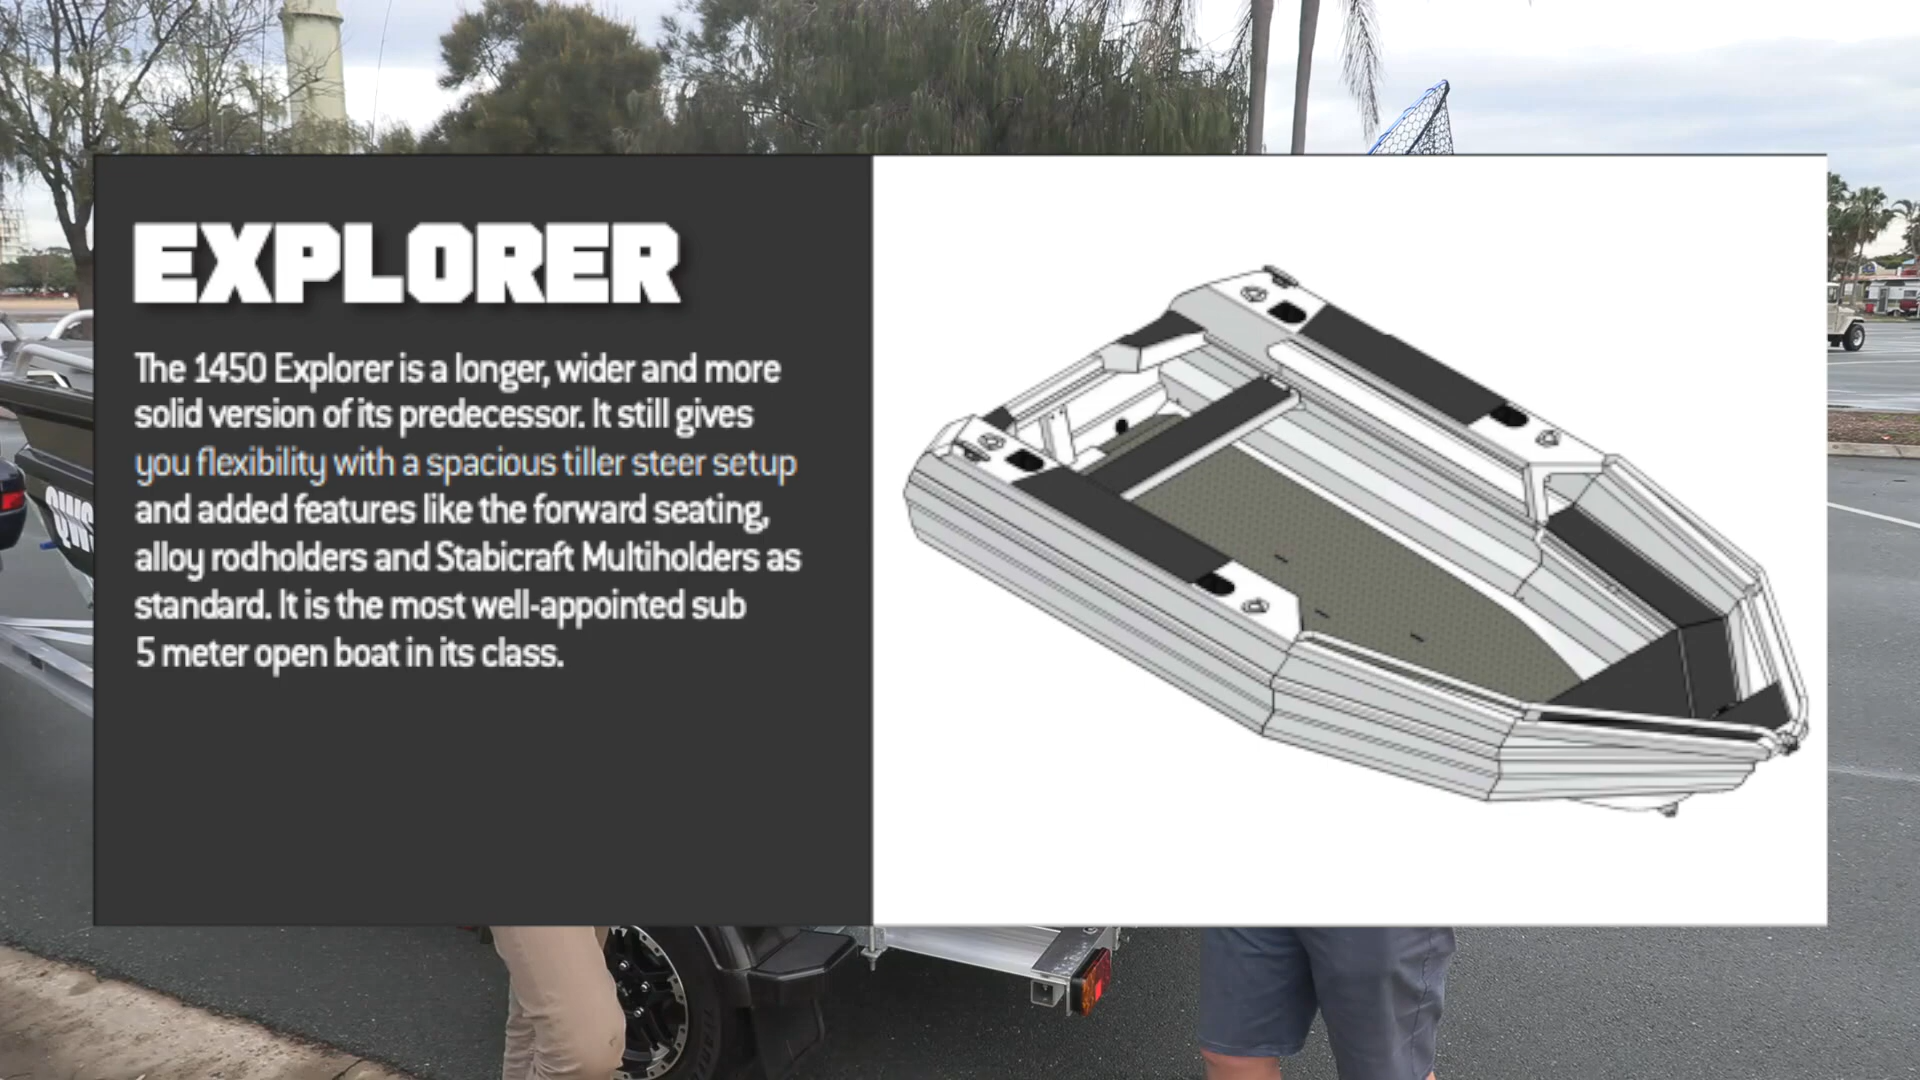 EXPLORER
The 1450 Explorer is a longer, wider and more
solid version of its predecessor. It still gives
you flexibility with a spacious tiller steer setup
and added features like the forward seating,
alloy rodholders and Stabicraft Multiholders as
standard. It is the most well-appointed sub
5 meter open boat in its class.